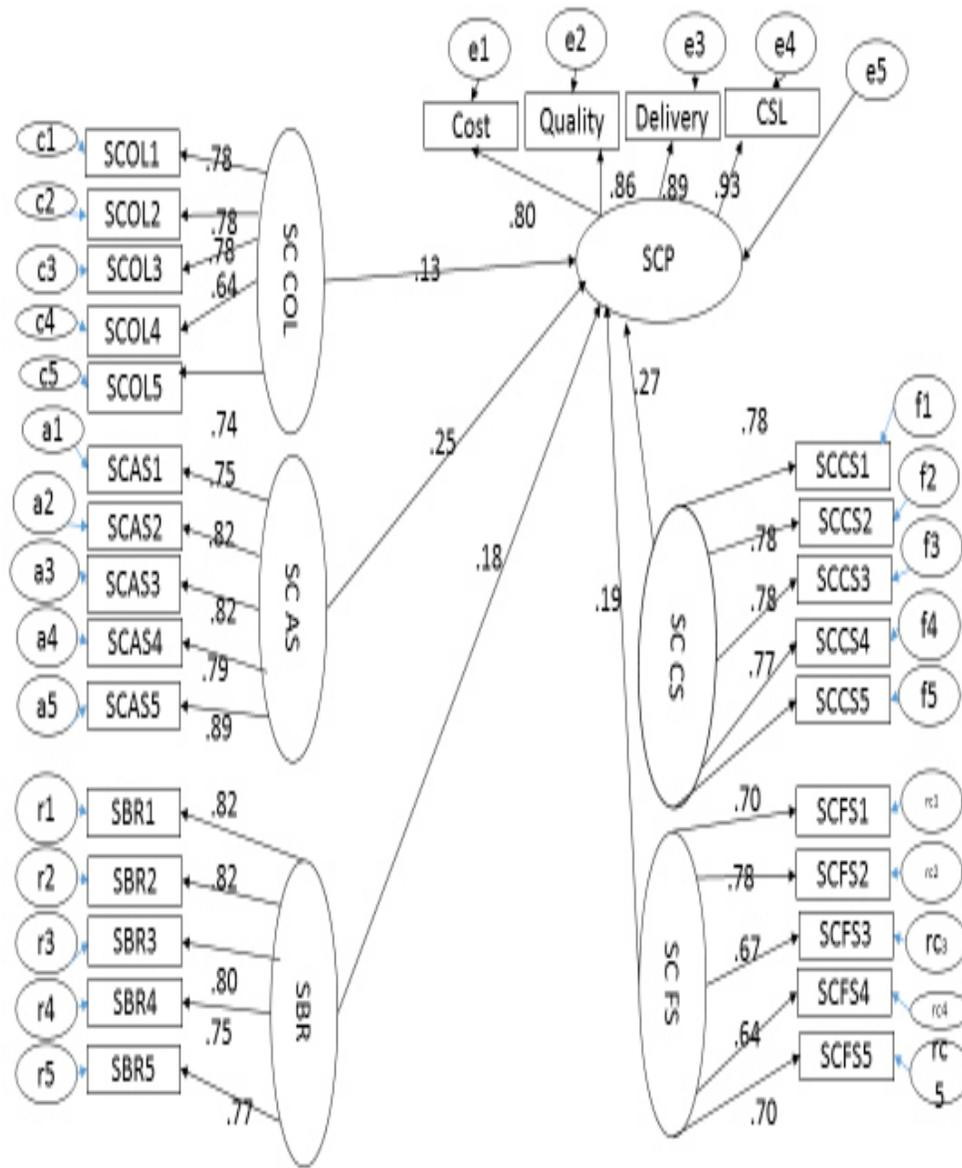 e1
e2
e3
e4
e5
Cost
Quality
Delivery
CSL
.80
.86
.89
.93
SCP
c1
SCOL1
.78
c2
SCOL2
.78
c3
SCOL3
.78
c4
SCOL4
.64
c5
SCOL5
.74
SC COL
.13
a1
SCAS1
.75
a2
SCAS2
.82
a3
SCAS3
.82
a4
SCAS4
.79
a5
SCAS5
.89
SC AS
.25
r1
SBR1
.82
r2
SBR2
.82
r3
SBR3
.80
r4
SBR4
.75
r5
SBR5
.77
SBR
.18
.27
.78
SCCS1
f1
.78
SCCS2
f2
.78
SCCS3
f3
.77
SCCS4
f4
SCCS5
f5
SC CS
.19
.70
SCFS1
rc1
.78
SCFS2
.67
SCFS3
rc3
.64
SCFS4
rc4
.70
SCFS5
rc
5
SC FS